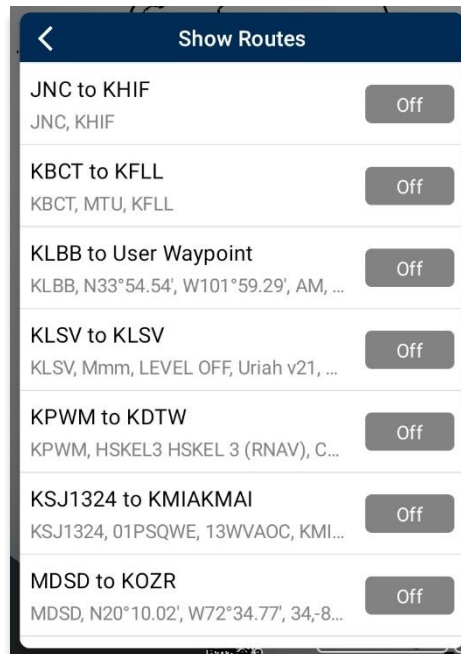 Show Routes
JNC to KHIF
Off
JNC, KHIF
KBCT to KFLL
Off
KBCT, MTU, KFLL
KLBB to User Waypoint
Off
KLBB, N33°54.54', W101°59.29', AM, ...
KLSV to KLSV
Off
KLSV, Mmm, LEVEL OFF, Uriah v21, ...
KPWM to KDTW
Off
KPWM, HSKEL3 HSKEL 3 (RNAV), C...
KSJ1324 to KMIAKMAI
Off
KSJ1324, 01PSQWE, 13WVAOC, KMI...
MDSD to KOZR
Off
MDSD, N20°10.02', W72°34.77', 34,-8...